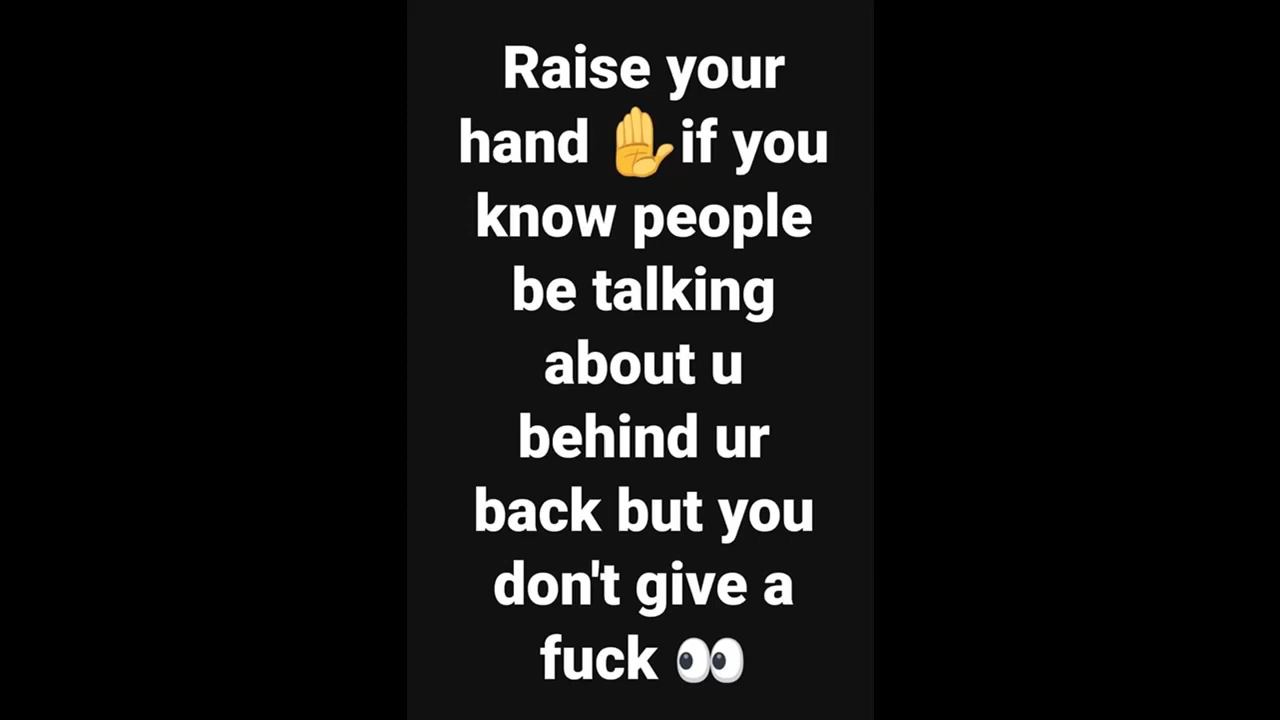 Raise your
hand ✋if you
know people
be talking
about u
behind ur
back but you
don't give a
fuck 👀